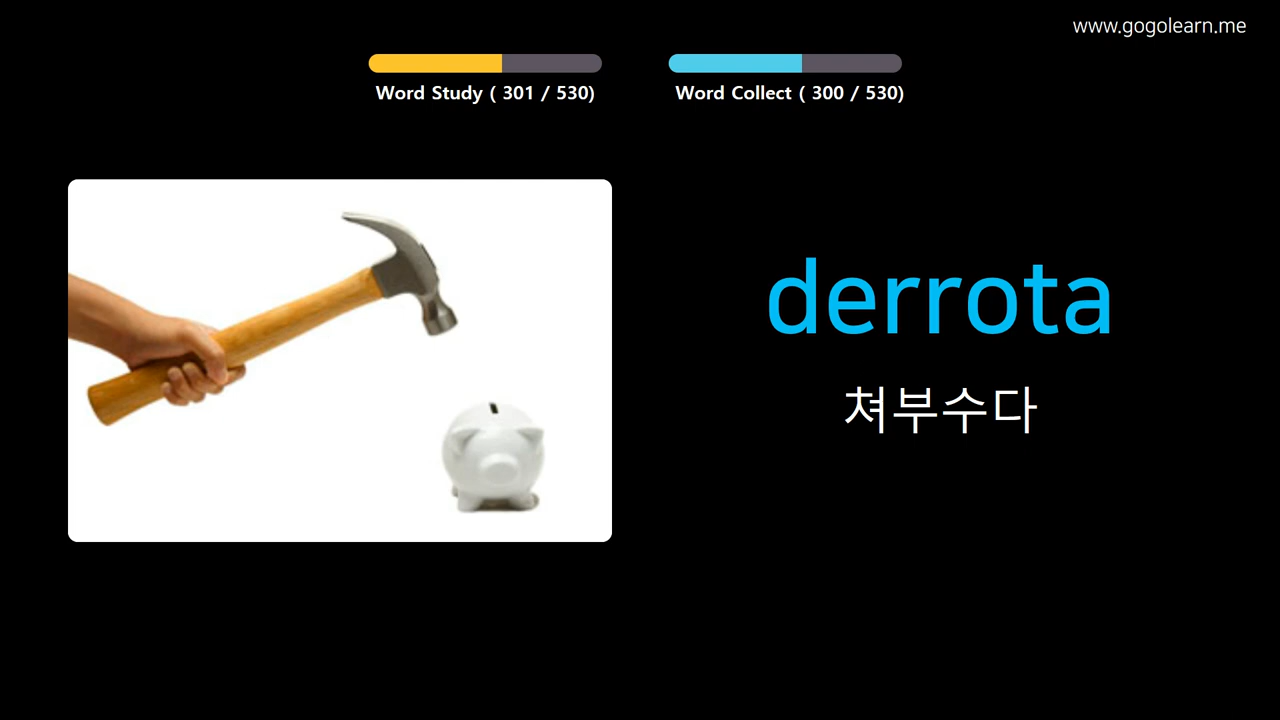 www.gogolearn.me
Word Study ( 301 / 530)
Word Collect ( 300 / 530)
derrota
쳐부수다